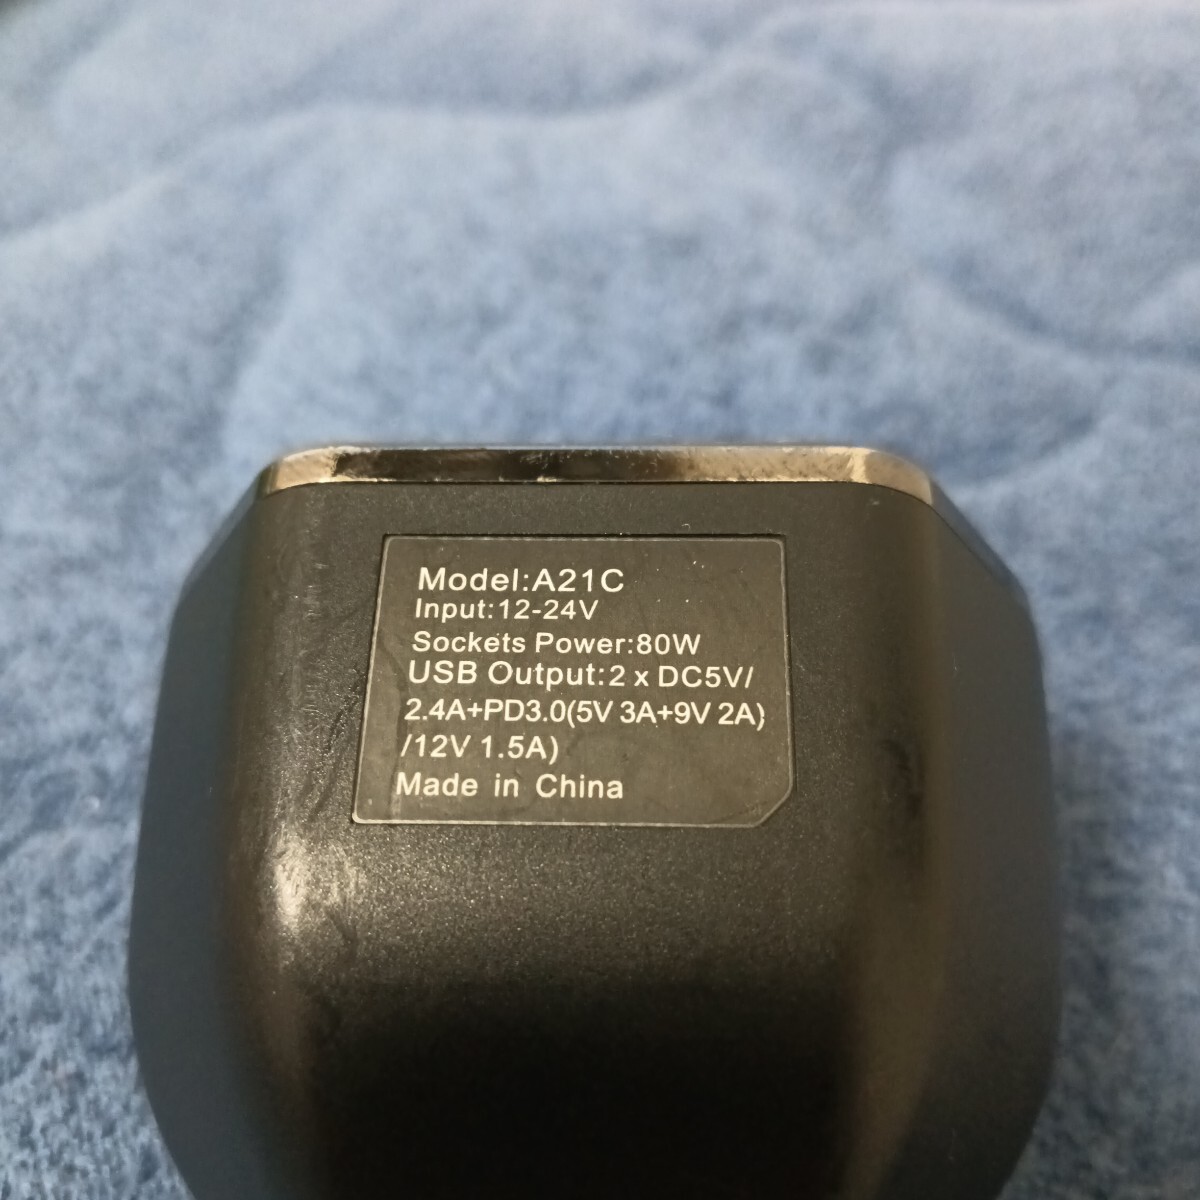 Model:A21C
Input:12-24V
Sockets Power:80W
USB Output:2 x DC5V/
2.4A+PD3.0(5V 3A+9V 2A)
/12V 1.5A)
Made in China